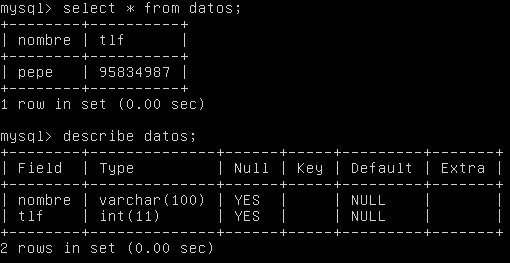 mysql> select * from datos;
+--------+----------+
| nombre | tlf      |
+--------+----------+
| pepe   | 95834987 |
+--------+----------+
1 row in set (0.00 sec)

mysql> describe datos;
+--------+--------------+------+-----+---------+-------+
| Field  | Type         | Null | Key | Default | Extra |
+--------+--------------+------+-----+---------+-------+
| nombre | varchar(100) | YES  |     | NULL    |       |
| tlf    | int(11)      | YES  |     | NULL    |       |
+--------+--------------+------+-----+---------+-------+
2 rows in set (0.00 sec)